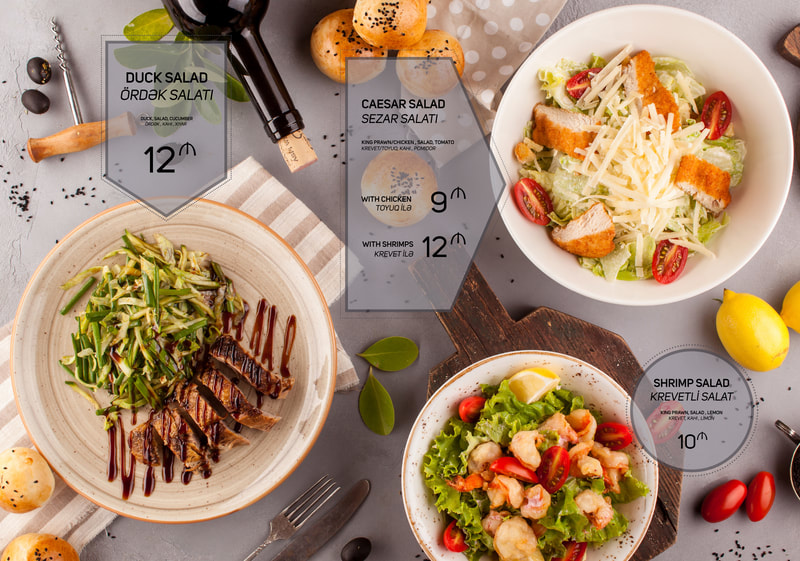 DUCK SALAD
ÖRDƏK SALATI
DUCK, SALAD, CUCUMBER
ÖRDƏK, KAHI, XIYAR
12 ₼
CAESAR SALAD
SEZAR SALATI
KING PRAWN/CHICKEN, SALAD, TOMATO
KREVET/TOYUQ, KAHI, POMIDOR
WITH CHICKEN 9 ₼
TOYUQ ILƏ
WITH SHRIMPS 12 ₼
KREVET ILƏ
SHRIMP SALAD
KREVETLİ SALAT
KING PRAWN, SALAD, LEMON
KREVET, KAHI, LIMON
10 ₼